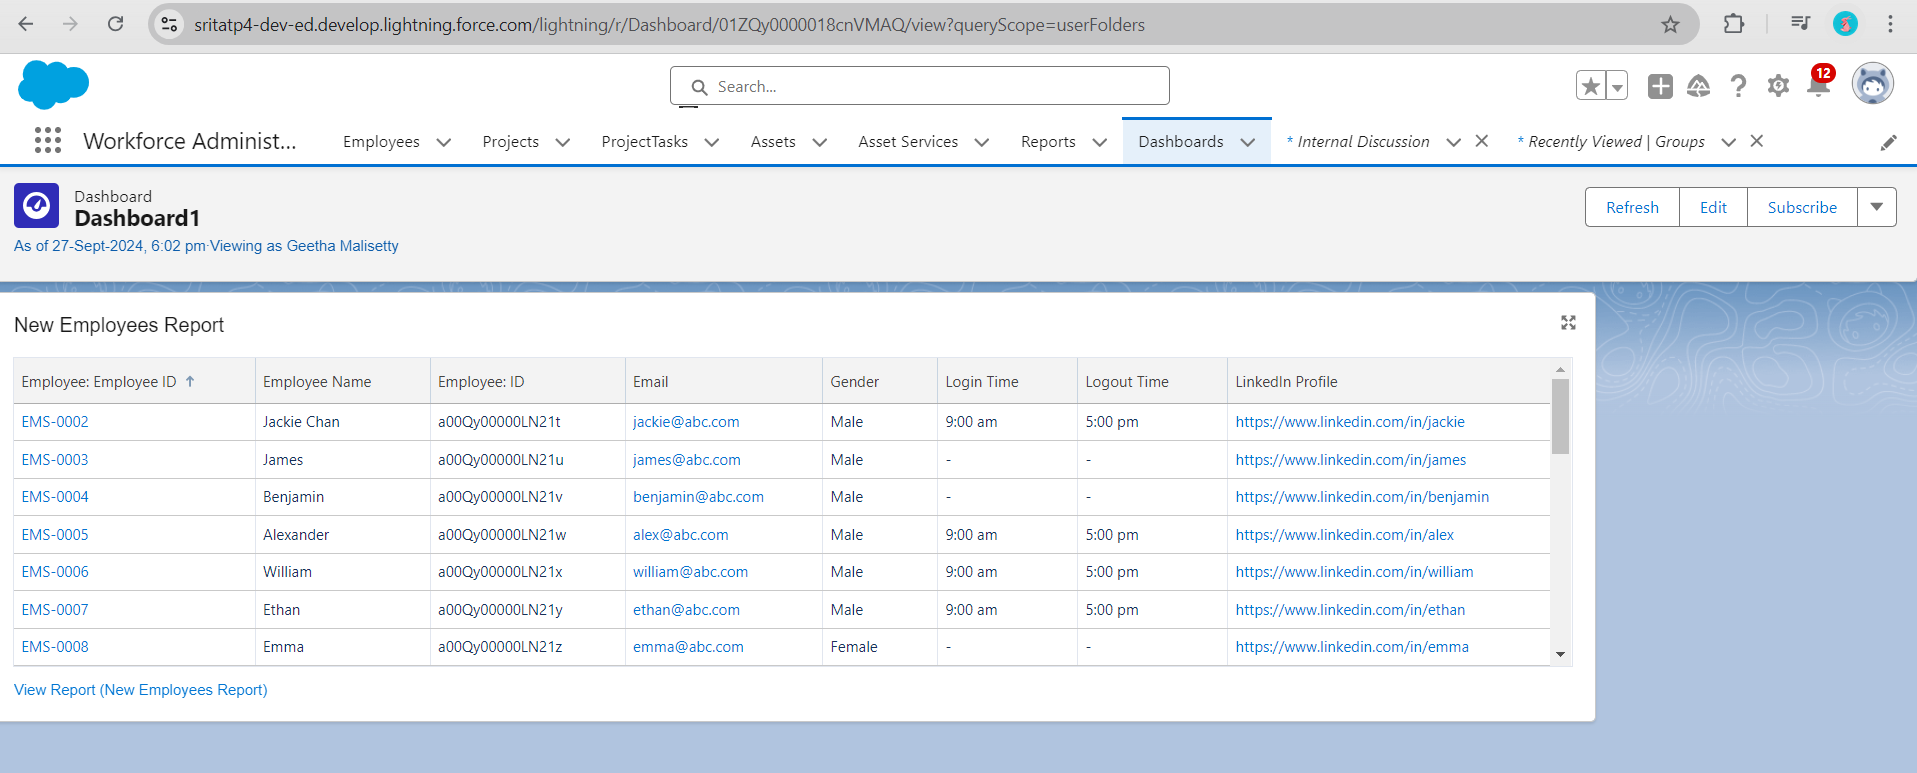 sritatp4-dev-ed.develop.lightning.force.com/lightning/r/Dashboard/01ZQy0000018cnVMAQ/view?queryScope=userFolders
Search...
12
Workforce Administ... Employees Projects ProjectTasks Assets Asset Services Reports Dashboards * Internal Discussion * Recently Viewed | Groups
Dashboard
Dashboard1
As of 27-Sept-2024, 6:02 pm·Viewing as Geetha Malisetty
Refresh Edit Subscribe
New Employees Report
Employee: Employee ID ↑ Employee Name Employee: ID Email Gender Login Time Logout Time LinkedIn Profile
EMS-0002 Jackie Chan a00Qy00000LN21t jackie@abc.com Male 9:00 am 5:00 pm https://www.linkedin.com/in/jackie
EMS-0003 James a00Qy00000LN21u james@abc.com Male - - https://www.linkedin.com/in/james
EMS-0004 Benjamin a00Qy00000LN21v benjamin@abc.com Male - - https://www.linkedin.com/in/benjamin
EMS-0005 Alexander a00Qy00000LN21w alex@abc.com Male 9:00 am 5:00 pm https://www.linkedin.com/in/alex
EMS-0006 William a00Qy00000LN21x william@abc.com Male 9:00 am 5:00 pm https://www.linkedin.com/in/william
EMS-0007 Ethan a00Qy00000LN21y ethan@abc.com Male 9:00 am 5:00 pm https://www.linkedin.com/in/ethan
EMS-0008 Emma a00Qy00000LN21z emma@abc.com Female - - https://www.linkedin.com/in/emma
View Report (New Employees Report)